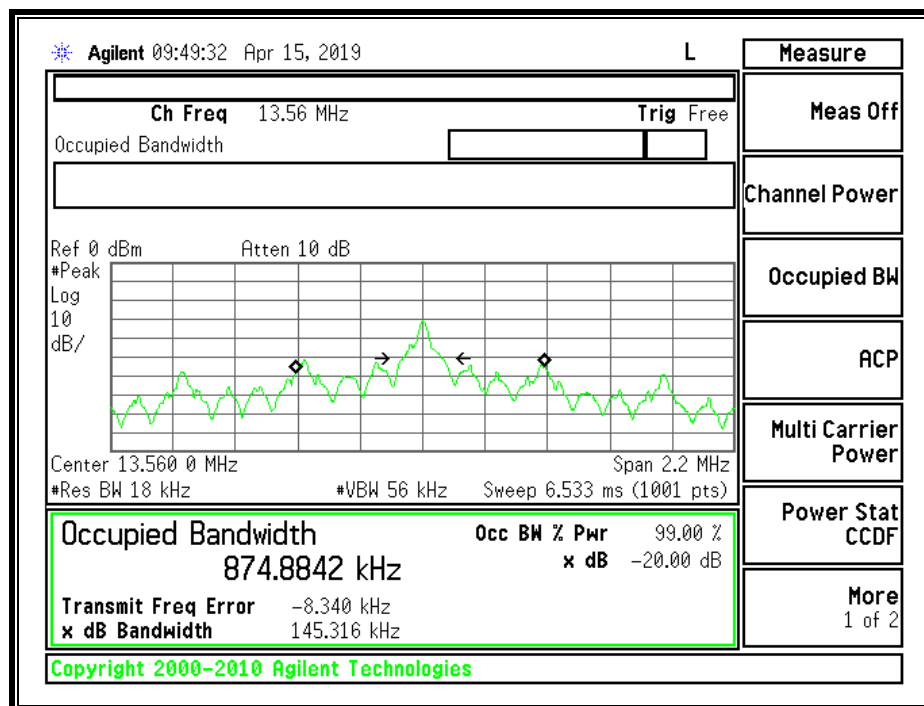 Agilent 09:49:32 Apr 15, 2019 L
Measure
Ch Freq 13.56 MHz Trig Free
Occupied Bandwidth
Meas Off
Channel Power
Occupied BW
ACP
Multi Carrier
Power
Power Stat
CCDF
More
1 of 2
Ref 0 dBm Atten 10 dB
#Peak
Log
10
dB/
Center 13.560 0 MHz Span 2.2 MHz
#Res BW 18 kHz #VBW 56 kHz Sweep 6.533 ms (1001 pts)
Occupied Bandwidth
874.8842 kHz
Occ BW % Pwr 99.00 %
x dB -20.00 dB
Transmit Freq Error -8.340 kHz
x dB Bandwidth 145.316 kHz
Copyright 2000-2010 Agilent Technologies